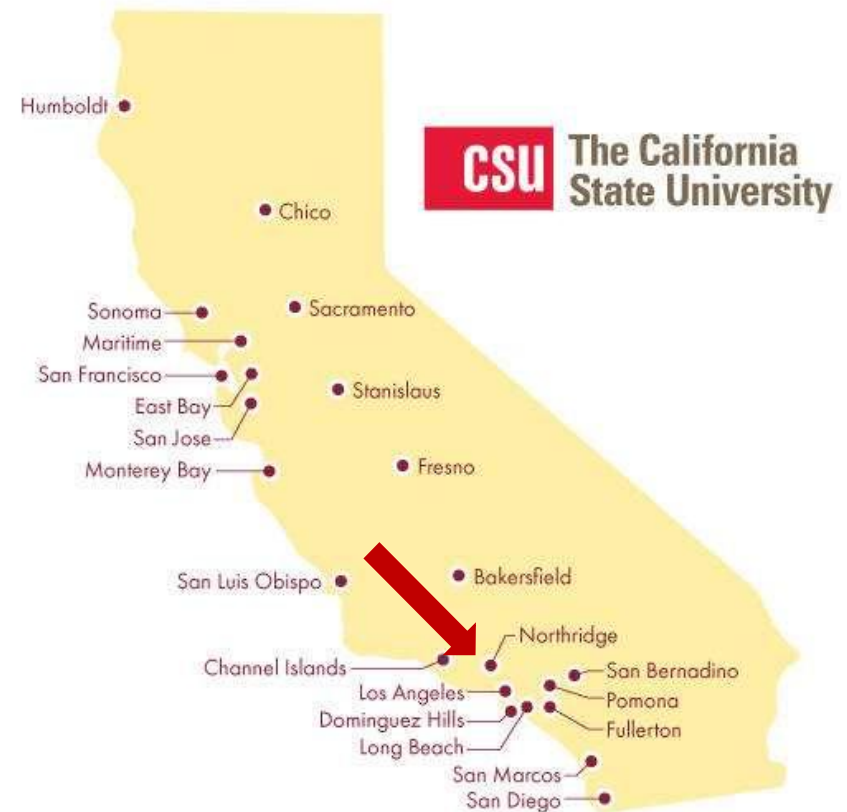 Humboldt
CSU The California
State University
Chico
Sonoma
Sacramento
Maritime
San Francisco
East Bay
Stanislaus
San Jose
Monterey Bay
Fresno
San Luis Obispo
Bakersfield
Northridge
Channel Islands
San Bernadino
Los Angeles
Pomona
Dominguez Hills
Fullerton
Long Beach
San Marcos
San Diego